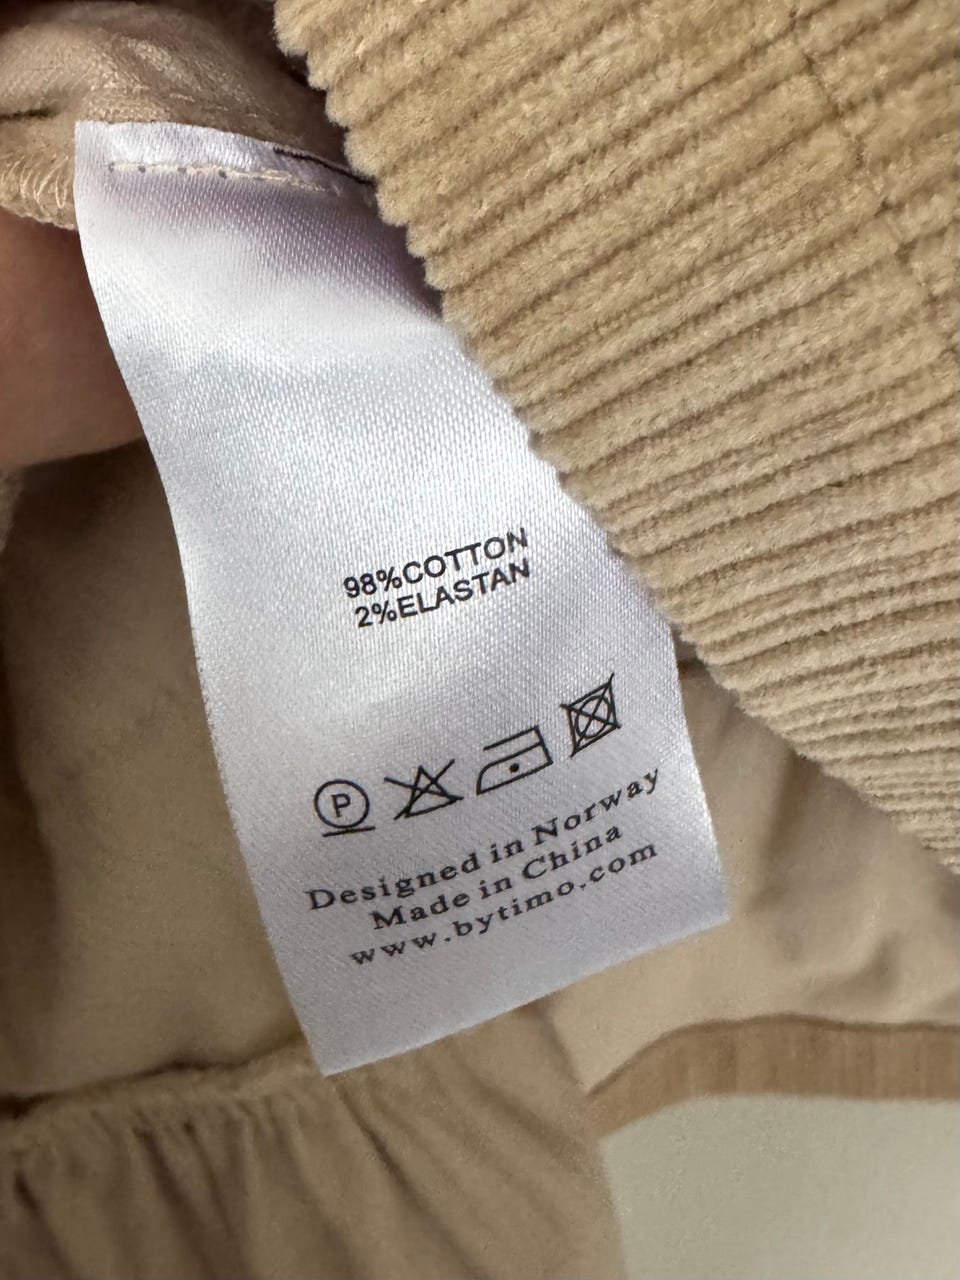 98%COTTON
2%ELASTAN
P
Designed in Norway
Made in China
www.bytimo.com